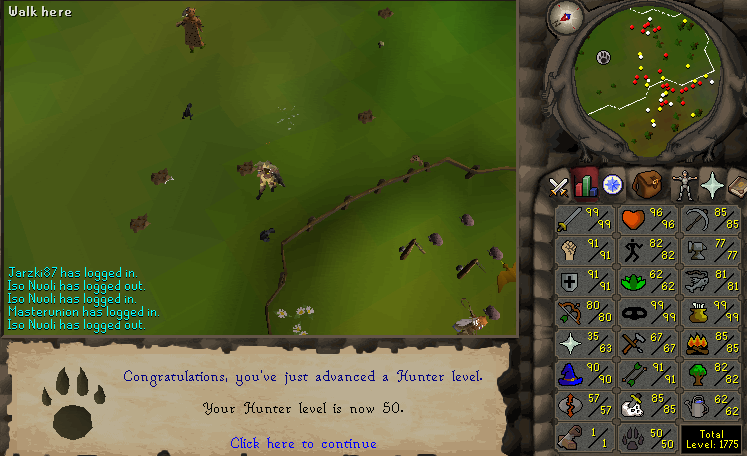 Walk here
Jarzki37 has logged in.
Iso Nuoli has logged out.
Iso Nuoli has logged in.
Masterunion has logged in.
Iso Nuoli has logged out.
Congratulations, you've just advanced a Hunter level.
Your Hunter level is now 50.
Click here to continue
99/99 96/96 85/85
91/91 82/82 77/77
91/91 62/62 81/81
80/80 99/99 99/99
35/63 67/67 85/85
90/90 91/91 82/82
57/57 85/85 62/62
1/1 50/50 Total
Level: 1775